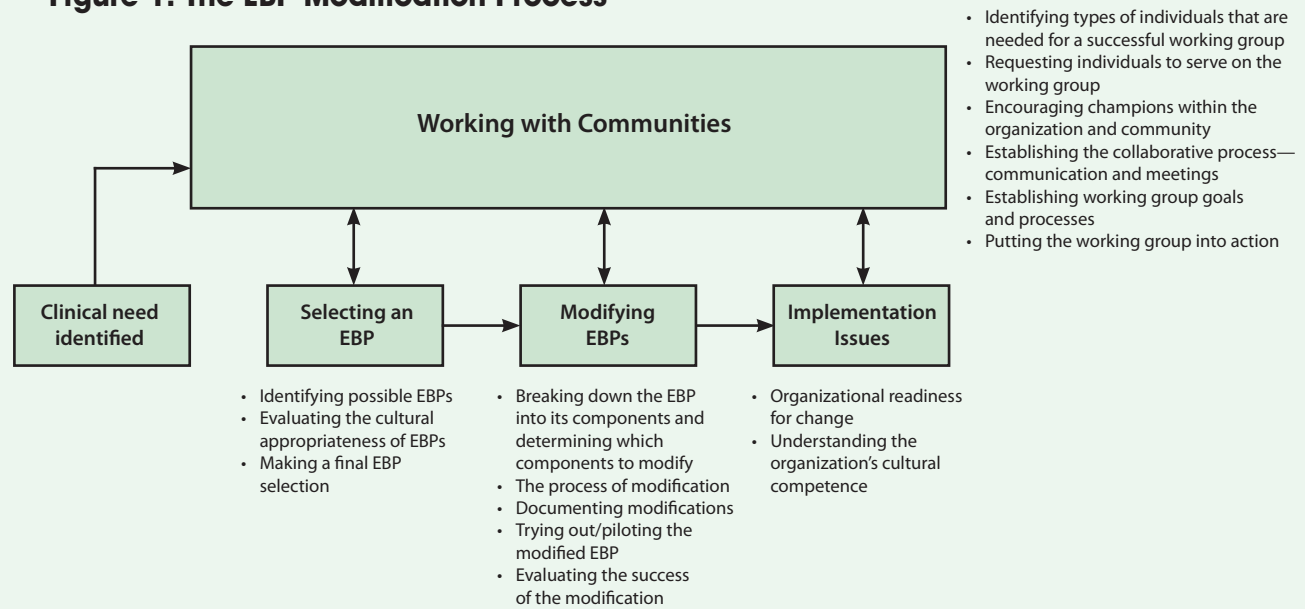 Figure 1. The EBP Modification Process
• Identifying types of individuals that are
needed for a successful working group
• Requesting individuals to serve on the
working group
• Encouraging champions within the
organization and community
• Establishing the collaborative process—
communication and meetings
• Establishing working group goals
and processes
• Putting the working group into action
Working with Communities
Clinical need
identified
Selecting an
EBP
Modifying
EBPs
Implementation
Issues
• Identifying possible EBPs
• Evaluating the cultural
appropriateness of EBPs
• Making a final EBP
selection
• Breaking down the EBP
into its components and
determining which
components to modify
• The process of modification
• Documenting modifications
• Trying out/piloting the
modified EBP
• Evaluating the success
of the modification
• Organizational readiness
for change
• Understanding the
organization’s cultural
competence